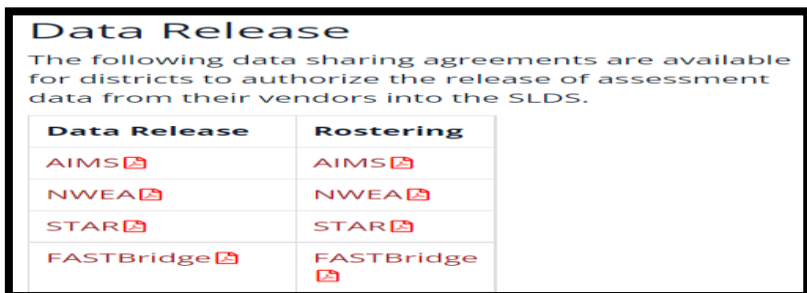 Data Release
The following data sharing agreements are available
for districts to authorize the release of assessment
data from their vendors into the SLDS.
Data Release Rostering
AIMS AIMS
NWEA NWEA
STAR STAR
FASTBridge FASTBridge